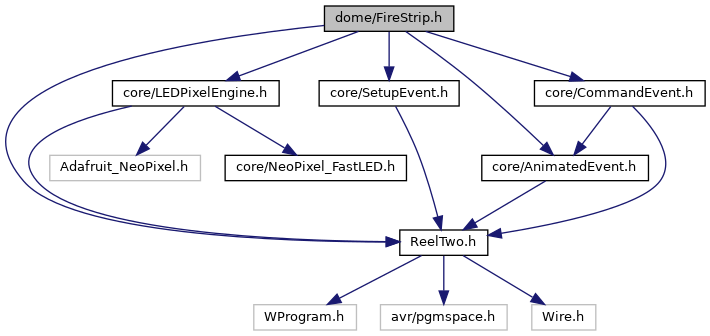 dome/FireStrip.h
core/LEDPixelEngine.h
core/SetupEvent.h
core/CommandEvent.h
Adafruit_NeoPixel.h
core/NeoPixel_FastLED.h
core/AnimatedEvent.h
ReelTwo.h
WProgram.h
avr/pgmspace.h
Wire.h